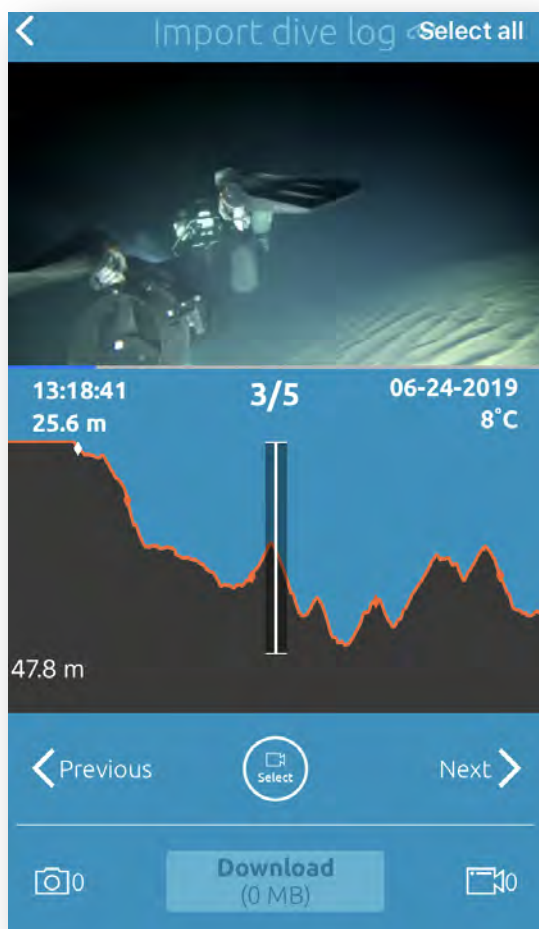 Import dive log
Select all
13:18:41
3/5
06-24-2019
25.6 m
8°C
47.8 m
Previous
Select
Next
0
Download
(0 MB)
0